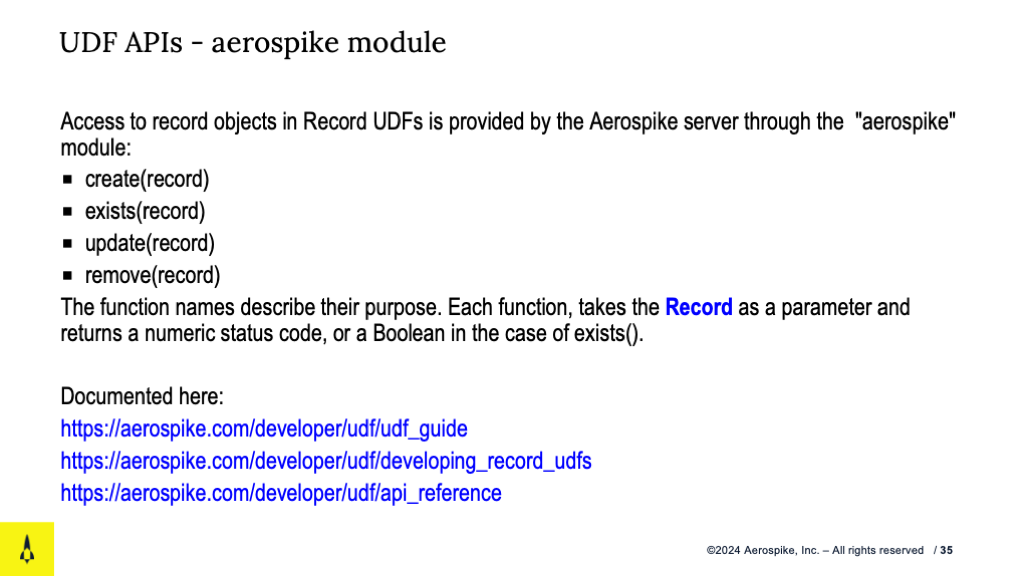 UDF APIs - aerospike module
Access to record objects in Record UDFs is provided by the Aerospike server through the "aerospike"
module:
▪ create(record)
▪ exists(record)
▪ update(record)
▪ remove(record)
The function names describe their purpose. Each function, takes the Record as a parameter and
returns a numeric status code, or a Boolean in the case of exists().
Documented here:
https://aerospike.com/developer/udf/udf_guide
https://aerospike.com/developer/udf/developing_record_udfs
https://aerospike.com/developer/udf/api_reference
©2024 Aerospike, Inc. – All rights reserved / 35